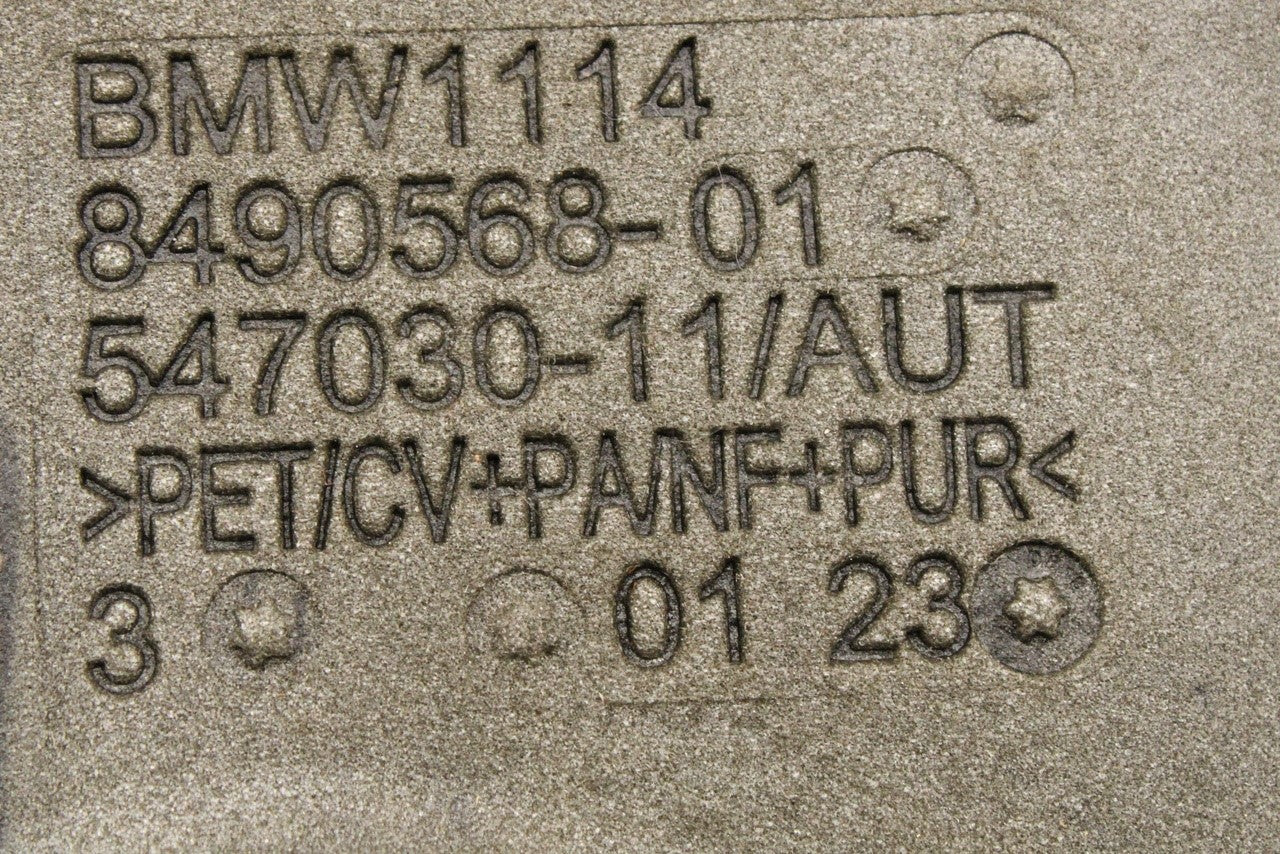 BMW1114
8490568-01
547030-11/AUT
>PET/CV+PA/NF+PUR<
3 01 23